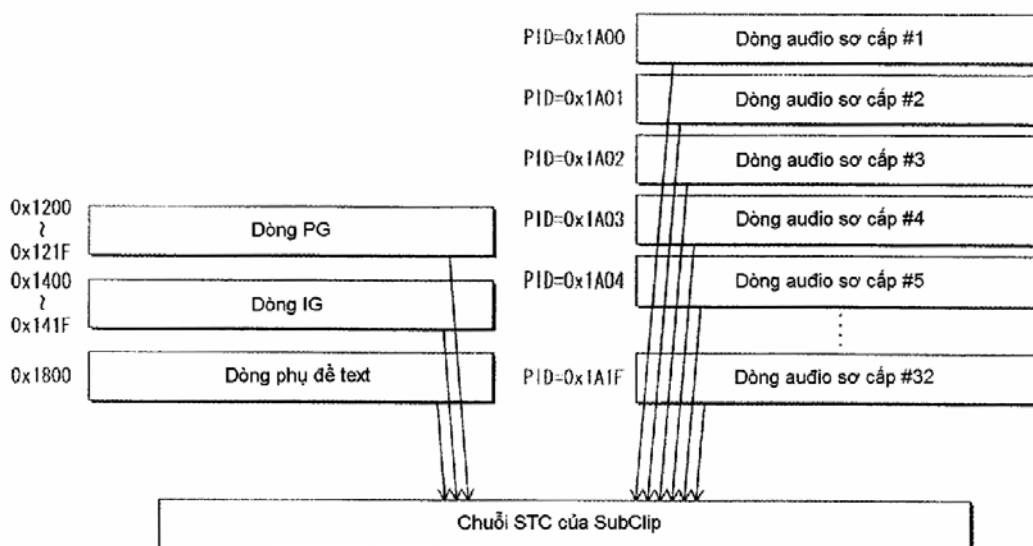 PID=0x1A00
Dòng audio sơ cấp #1
PID=0x1A01
Dòng audio sơ cấp #2
PID=0x1A02
Dòng audio sơ cấp #3
PID=0x1A03
Dòng audio sơ cấp #4
PID=0x1A04
Dòng audio sơ cấp #5
PID=0x1A1F
Dòng audio sơ cấp #32
0x1200
~
0x121F
Dòng PG
0x1400
~
0x141F
Dòng IG
0x1800
Dòng phụ đề text
Chuỗi STC của SubClip